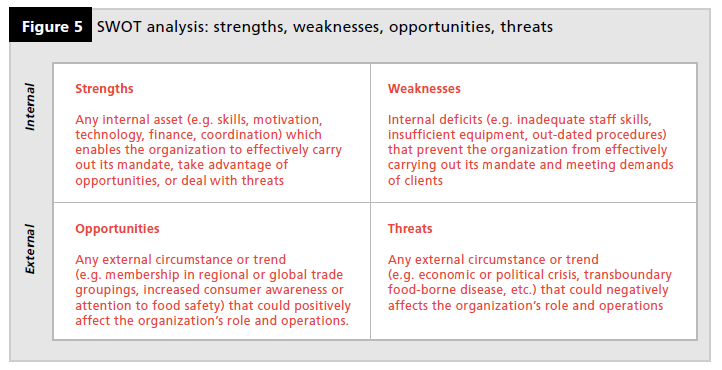 Figure 5 SWOT analysis: strengths, weaknesses, opportunities, threats
Internal
Strengths
Any internal asset (e.g. skills, motivation,
technology, finance, coordination) which
enables the organization to effectively carry
out its mandate, take advantage of
opportunities, or deal with threats
Weaknesses
Internal deficits (e.g. inadequate staff skills,
insufficient equipment, out-dated procedures)
that prevent the organization from effectively
carrying out its mandate and meeting demands
of clients
External
Opportunities
Any external circumstance or trend
(e.g. membership in regional or global trade
groupings, increased consumer awareness or
attention to food safety) that could positively
affect the organization’s role and operations.
Threats
Any external circumstance or trend
(e.g. economic or political crisis, transboundary
food-borne disease, etc.) that could negatively
affects the organization’s role and operations